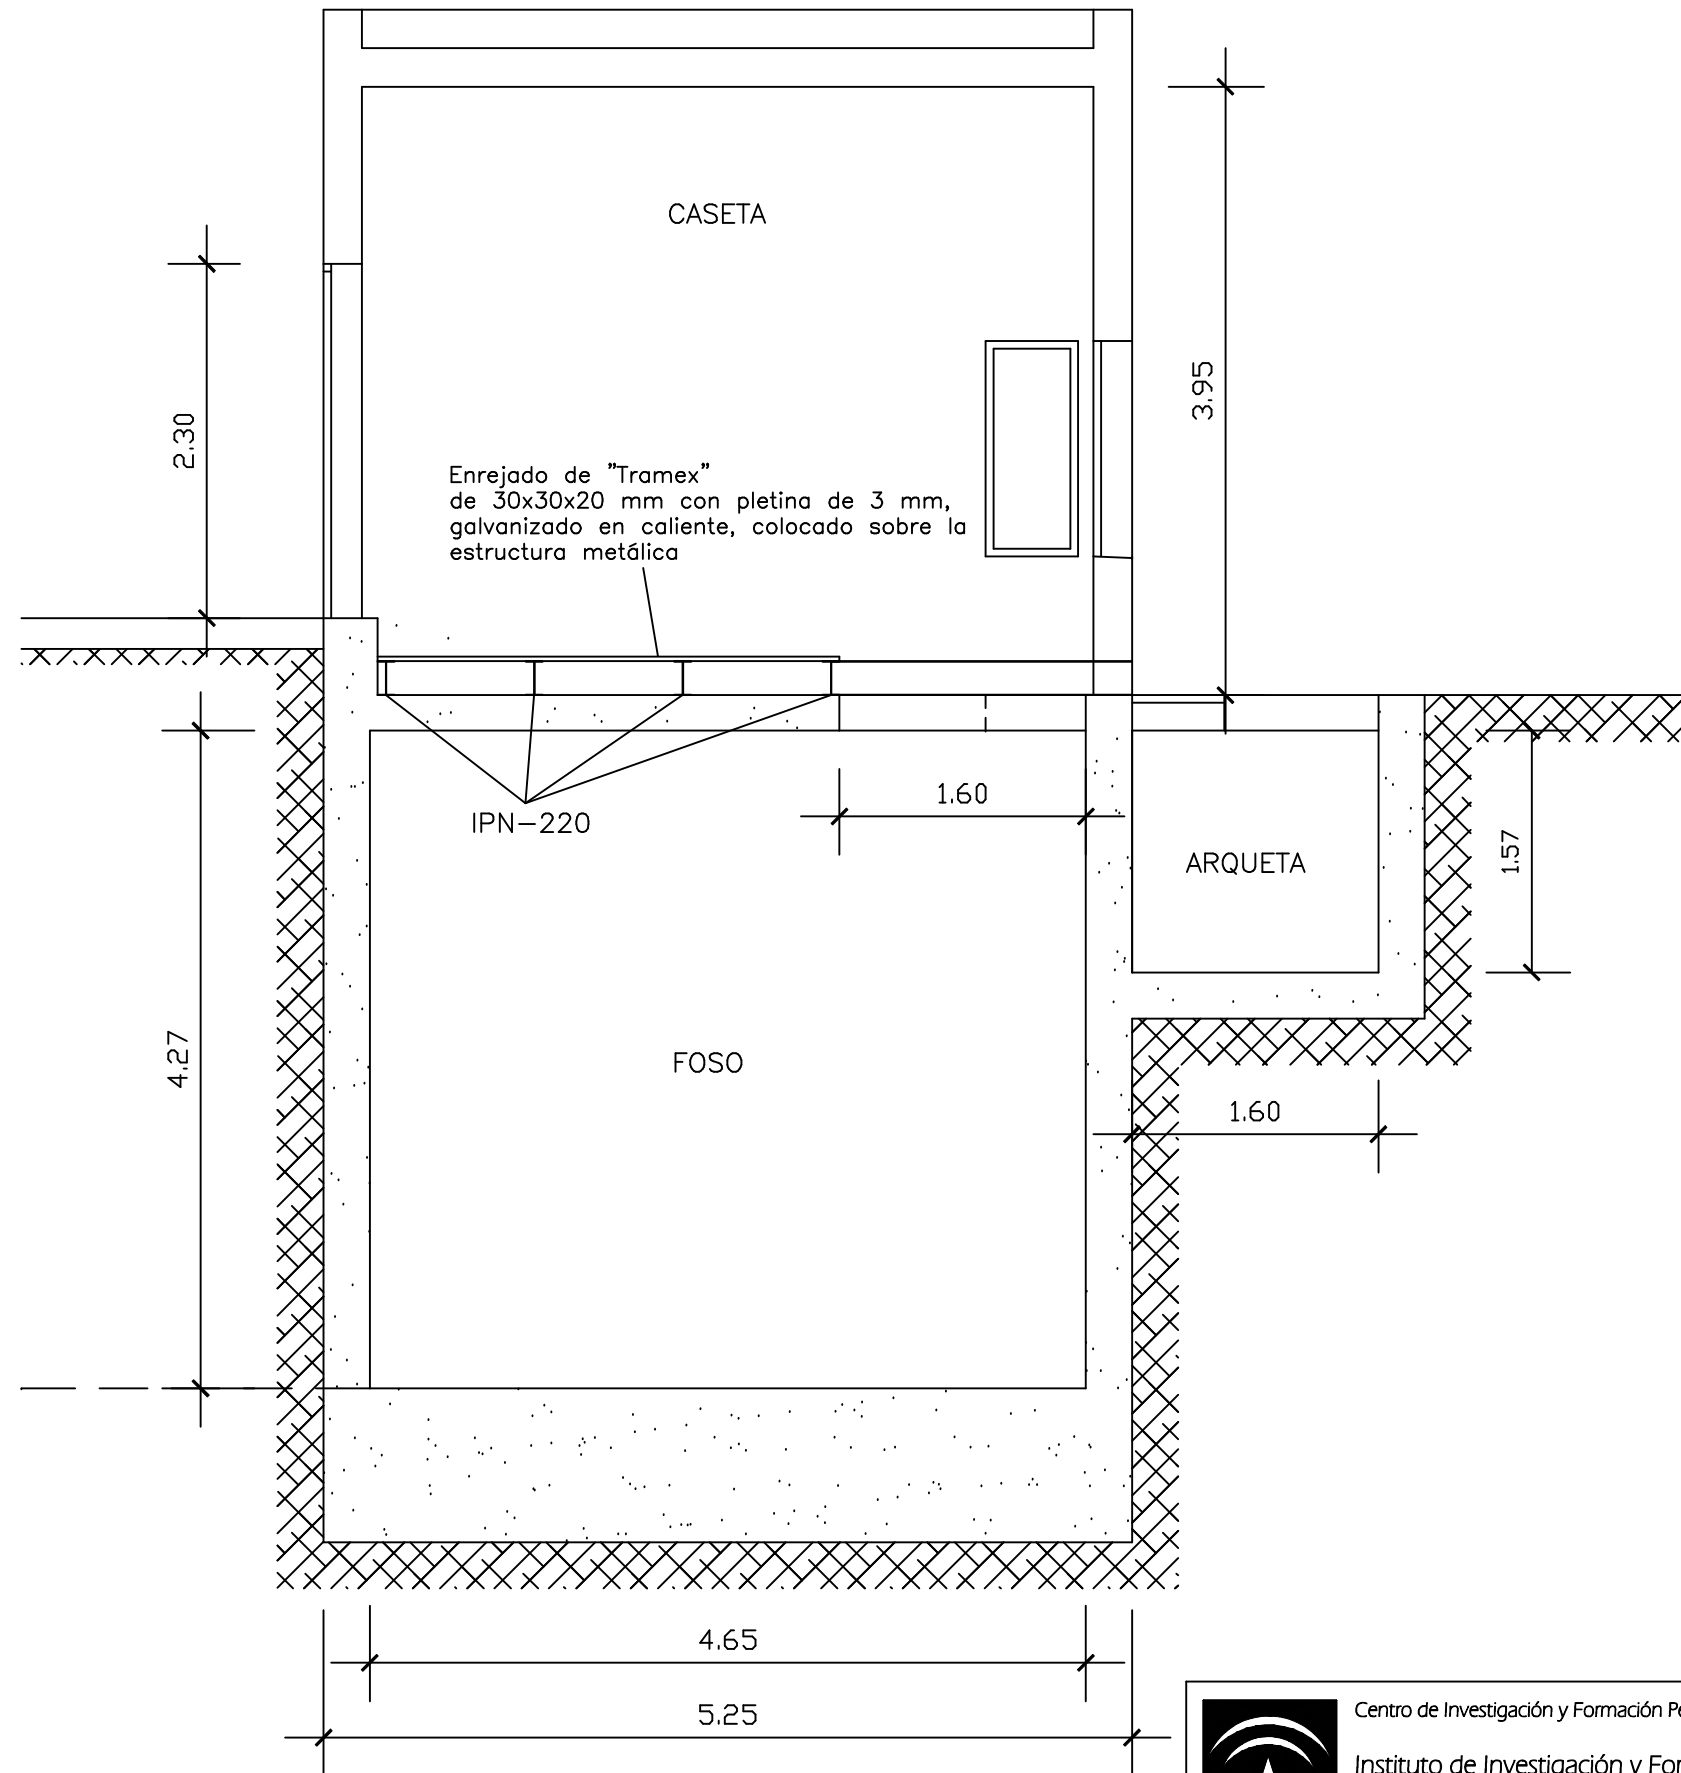 CASETA
3.95
2.30
Enrejado de "Tramex"
de 30x30x20 mm con pletina de 3 mm,
galvanizado en caliente, colocado sobre la
estructura metálica
1.60
IPN-220
ARQUETA
1.57
4.27
FOSO
1.60
4.65
5.25
Centro de Investigación y Formación
Instituto de Investigación y